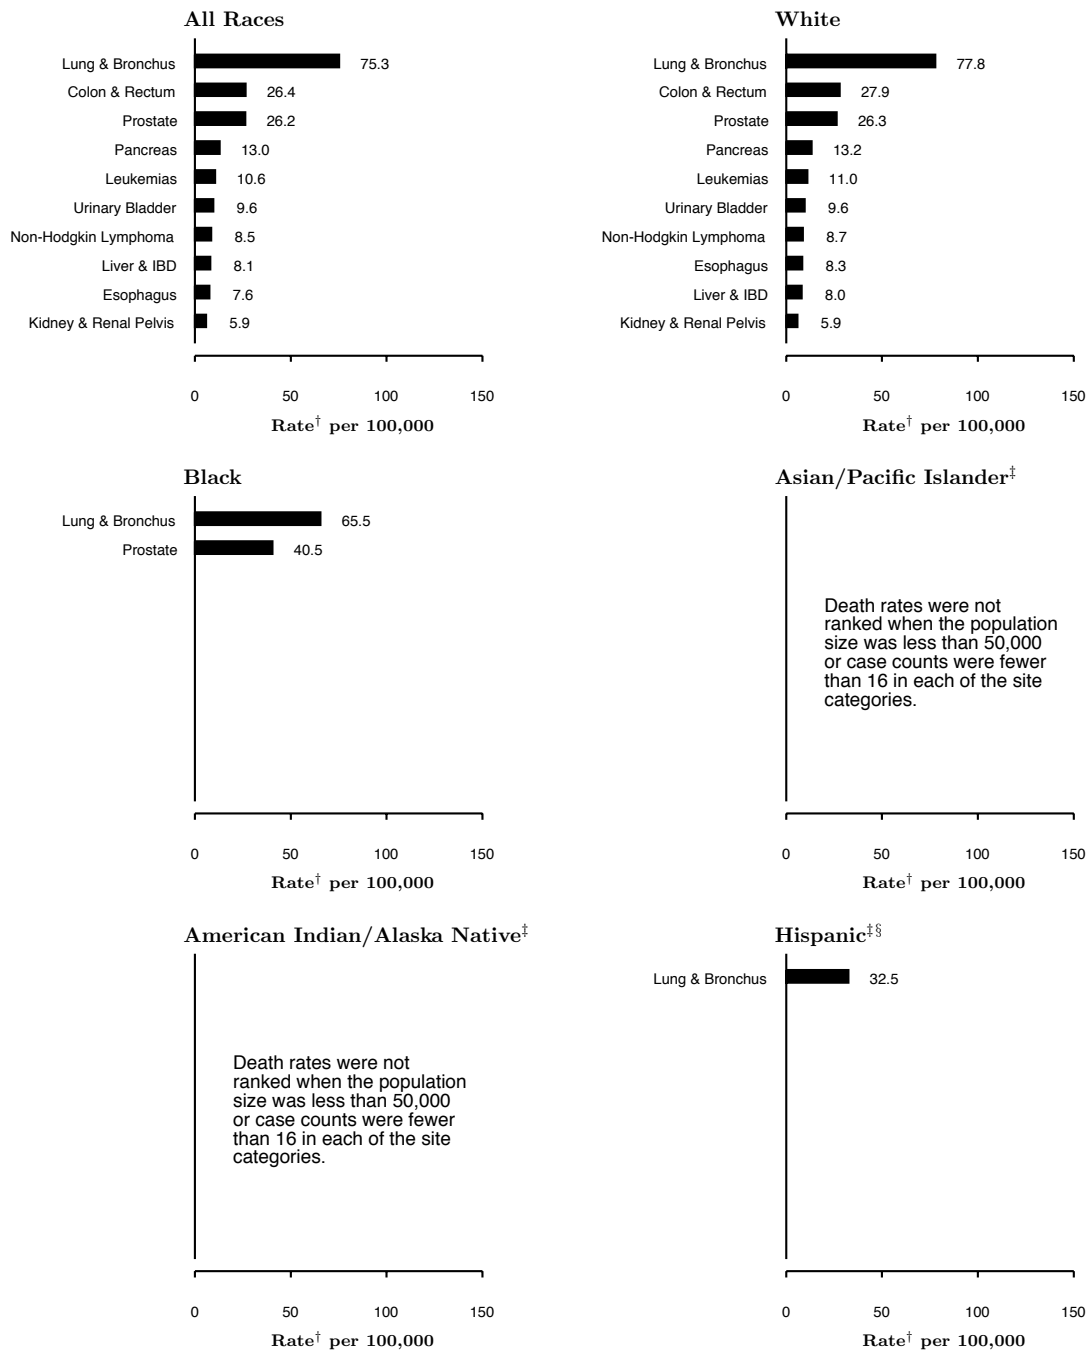 All Races
Lung & Bronchus 75.3
Colon & Rectum 26.4
Prostate 26.2
Pancreas 13.0
Leukemias 10.6
Urinary Bladder 9.6
Non-Hodgkin Lymphoma 8.5
Liver & IBD 8.1
Esophagus 7.6
Kidney & Renal Pelvis 5.9
0 50 100 150
Rate† per 100,000
White
Lung & Bronchus 77.8
Colon & Rectum 27.9
Prostate 26.3
Pancreas 13.2
Leukemias 11.0
Urinary Bladder 9.6
Non-Hodgkin Lymphoma 8.7
Esophagus 8.3
Liver & IBD 8.0
Kidney & Renal Pelvis 5.9
0 50 100 150
Rate† per 100,000
Black
Lung & Bronchus 65.5
Prostate 40.5
0 50 100 150
Rate† per 100,000
Asian/Pacific Islander‡
Death rates were not
ranked when the population
size was less than 50,000
or case counts were fewer
than 16 in each of the site
categories.
0 50 100 150
Rate† per 100,000
American Indian/Alaska Native‡
Death rates were not
ranked when the population
size was less than 50,000
or case counts were fewer
than 16 in each of the site
categories.
0 50 100 150
Rate† per 100,000
Hispanic‡§
Lung & Bronchus 32.5
0 50 100 150
Rate† per 100,000